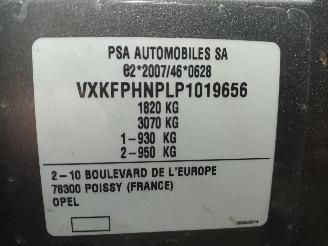 PSA AUTOMOBILES SA
e2*2007/46*0628
VXKFPHNPLP1019656
1820 KG
3070 KG
1-930 KG
2-950 KG
2-10 BOULEVARD DE L'EUROPE
78300 POISSY (FRANCE)
OPEL